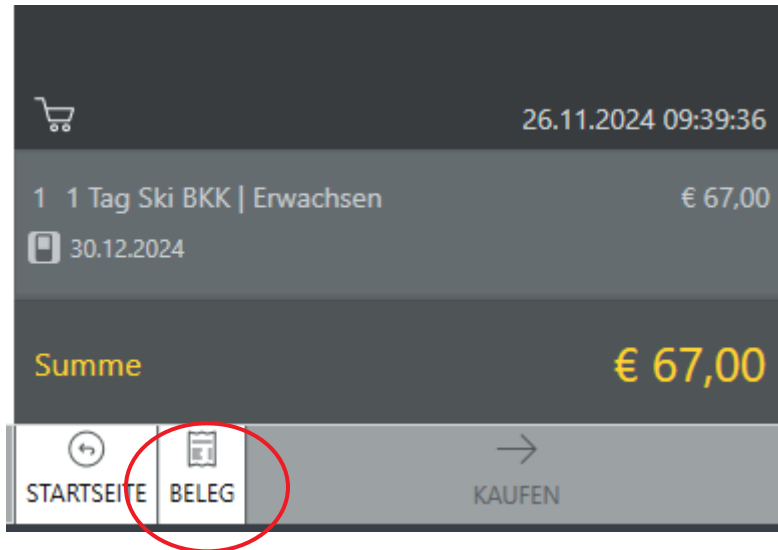 26.11.2024 09:39:36
1 1 Tag Ski BKK | Erwachsen € 67,00
30.12.2024
Summe € 67,00
STARTSEITE BELEG KAUFEN